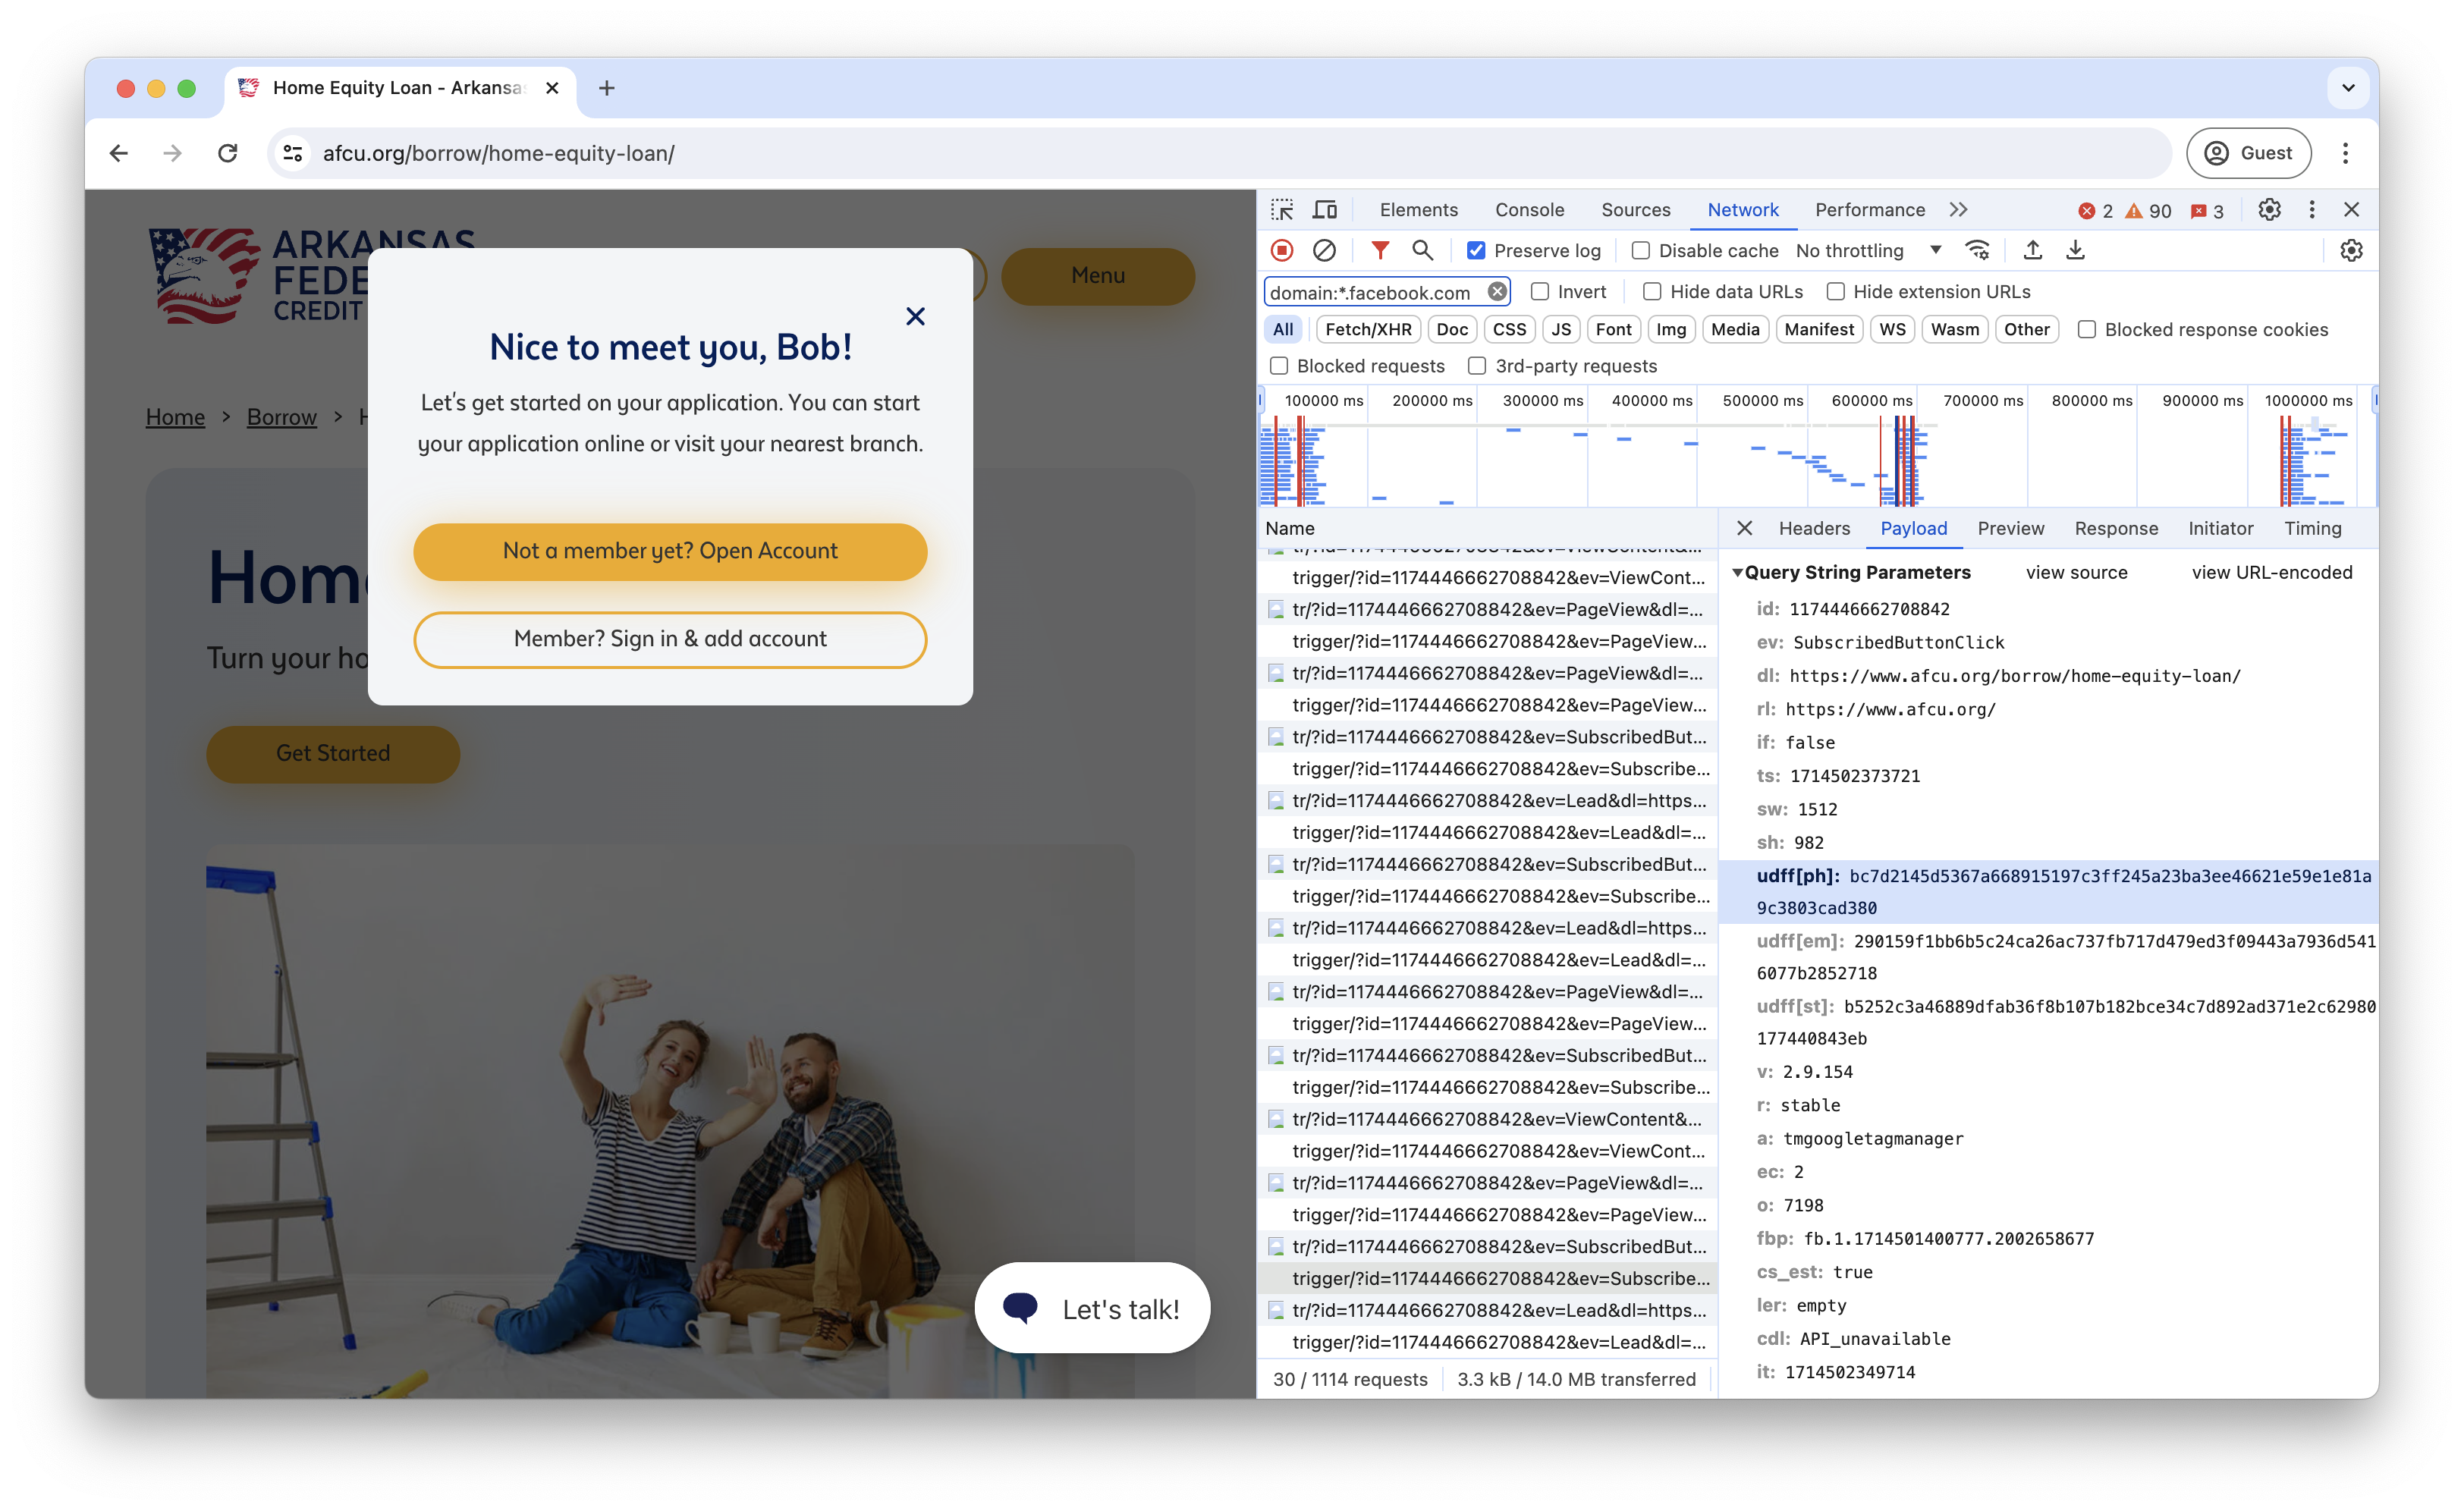 Home Equity Loan - Arkansas
afcu.org/borrow/home-equity-loan/
Guest
ARKANSAS
FEDE
CREDIT
Menu
Home > Borrow > H
Hom
Turn your ho
Get Started
Nice to meet you, Bob!
Let's get started on your application. You can start
your application online or visit your nearest branch.
Not a member yet? Open Account
Member? Sign in & add account
Let's talk!
Elements Console Sources Network Performance 2 90 3
Preserve log Disable cache No throttling
domain:*.facebook.com Invert Hide data URLs Hide extension URLs
All Fetch/XHR Doc CSS JS Font Img Media Manifest WS Wasm Other Blocked response cookies
Blocked requests 3rd-party requests
100000 ms 200000 ms 300000 ms 400000 ms 500000 ms 600000 ms 700000 ms 800000 ms 900000 ms 1000000 ms
Name
tr/?id=1174446662708842&ev=ViewContent&...
trigger/?id=1174446662708842&ev=ViewCont...
tr/?id=1174446662708842&ev=PageView&dl=...
trigger/?id=1174446662708842&ev=PageView...
tr/?id=1174446662708842&ev=PageView&dl=...
trigger/?id=1174446662708842&ev=PageView...
tr/?id=1174446662708842&ev=SubscribedBut...
trigger/?id=1174446662708842&ev=Subscribe...
tr/?id=1174446662708842&ev=Lead&dl=https...
trigger/?id=1174446662708842&ev=Lead&dl=...
tr/?id=1174446662708842&ev=SubscribedBut...
trigger/?id=1174446662708842&ev=Subscribe...
tr/?id=1174446662708842&ev=Lead&dl=https...
trigger/?id=1174446662708842&ev=Lead&dl=...
tr/?id=1174446662708842&ev=PageView&dl=...
trigger/?id=1174446662708842&ev=PageView...
tr/?id=1174446662708842&ev=SubscribedBut...
trigger/?id=1174446662708842&ev=Subscribe...
tr/?id=1174446662708842&ev=ViewContent&...
trigger/?id=1174446662708842&ev=ViewCont...
tr/?id=1174446662708842&ev=PageView&dl=...
trigger/?id=1174446662708842&ev=PageView...
tr/?id=1174446662708842&ev=SubscribedBut...
trigger/?id=1174446662708842&ev=Subscribe...
tr/?id=1174446662708842&ev=Lead&dl=https...
trigger/?id=1174446662708842&ev=Lead&dl=...
30 / 1114 requests 3.3 kB / 14.0 MB transferred
Headers Payload Preview Response Initiator Timing
Query String Parameters view source view URL-encoded
id: 1174446662708842
ev: SubscribedButtonClick
dl: https://www.afcu.org/borrow/home-equity-loan/
rl: https://www.afcu.org/
if: false
ts: 1714502373721
sw: 1512
sh: 982
udff[ph]: bc7d2145d5367a668915197c3ff245a23ba3ee46621e59e1e81a
9c3803cad380
udff[em]: 290159f1bb6b5c24ca26ac737fb717d479ed3f09443a7936d541
6077b2852718
udff[st]: b5252c3a46889dfab36f8b107b182bce34c7d892ad371e2c62980
177440843eb
v: 2.9.154
r: stable
a: tmgoogletagmanager
ec: 2
o: 7198
fbp: fb.1.1714501400777.2002658677
cs_est: true
ler: empty
cdl: API_unavailable
it: 1714502349714